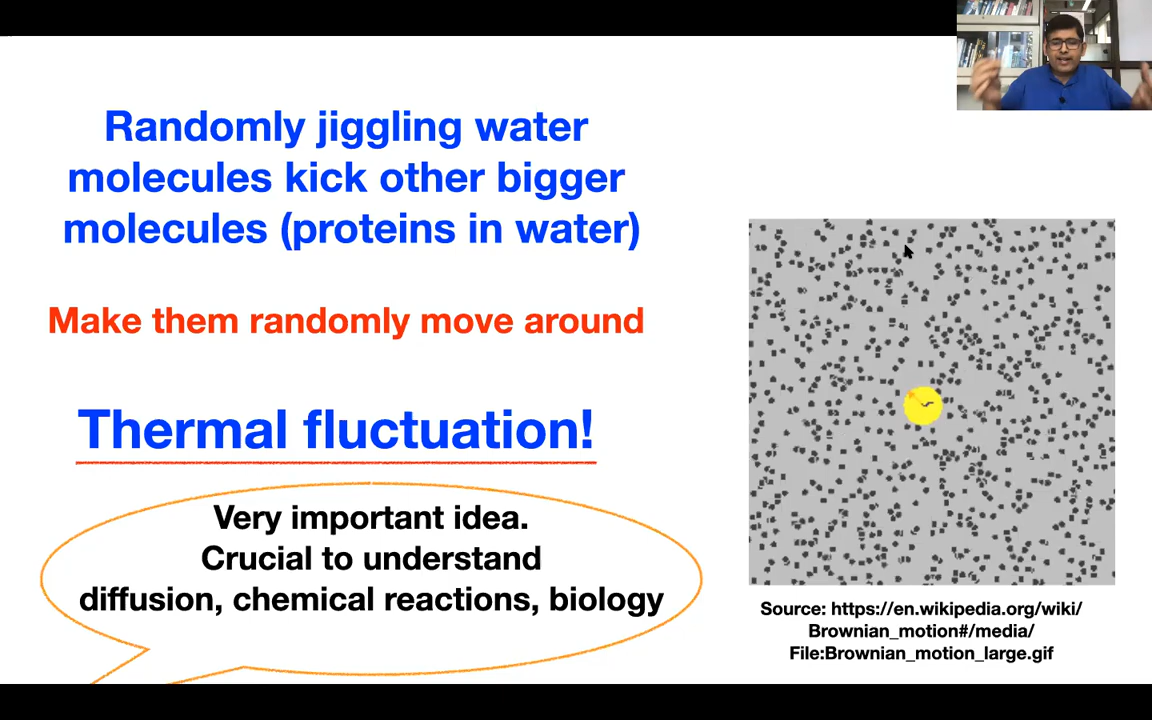 Randomly jiggling water
molecules kick other bigger
molecules (proteins in water)
Make them randomly move around
Thermal fluctuation!
Very important idea.
Crucial to understand
diffusion, chemical reactions, biology
Source: https://en.wikipedia.org/wiki/
Brownian_motion#/media/
File:Brownian_motion_large.gif